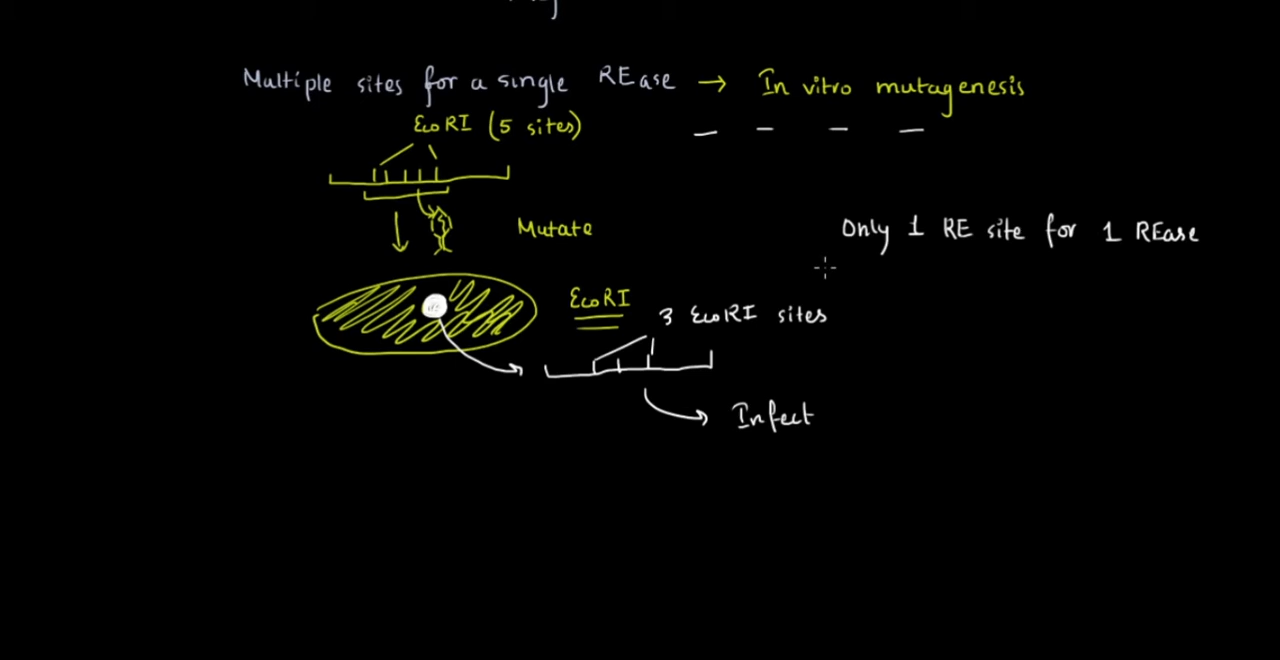 Multiple sites for a single REase → In vitro mutagenesis
EcoRI (5 sites)
Mutate
Only 1 RE site for 1 REase
EcoRI
3 EcoRI sites
Infect